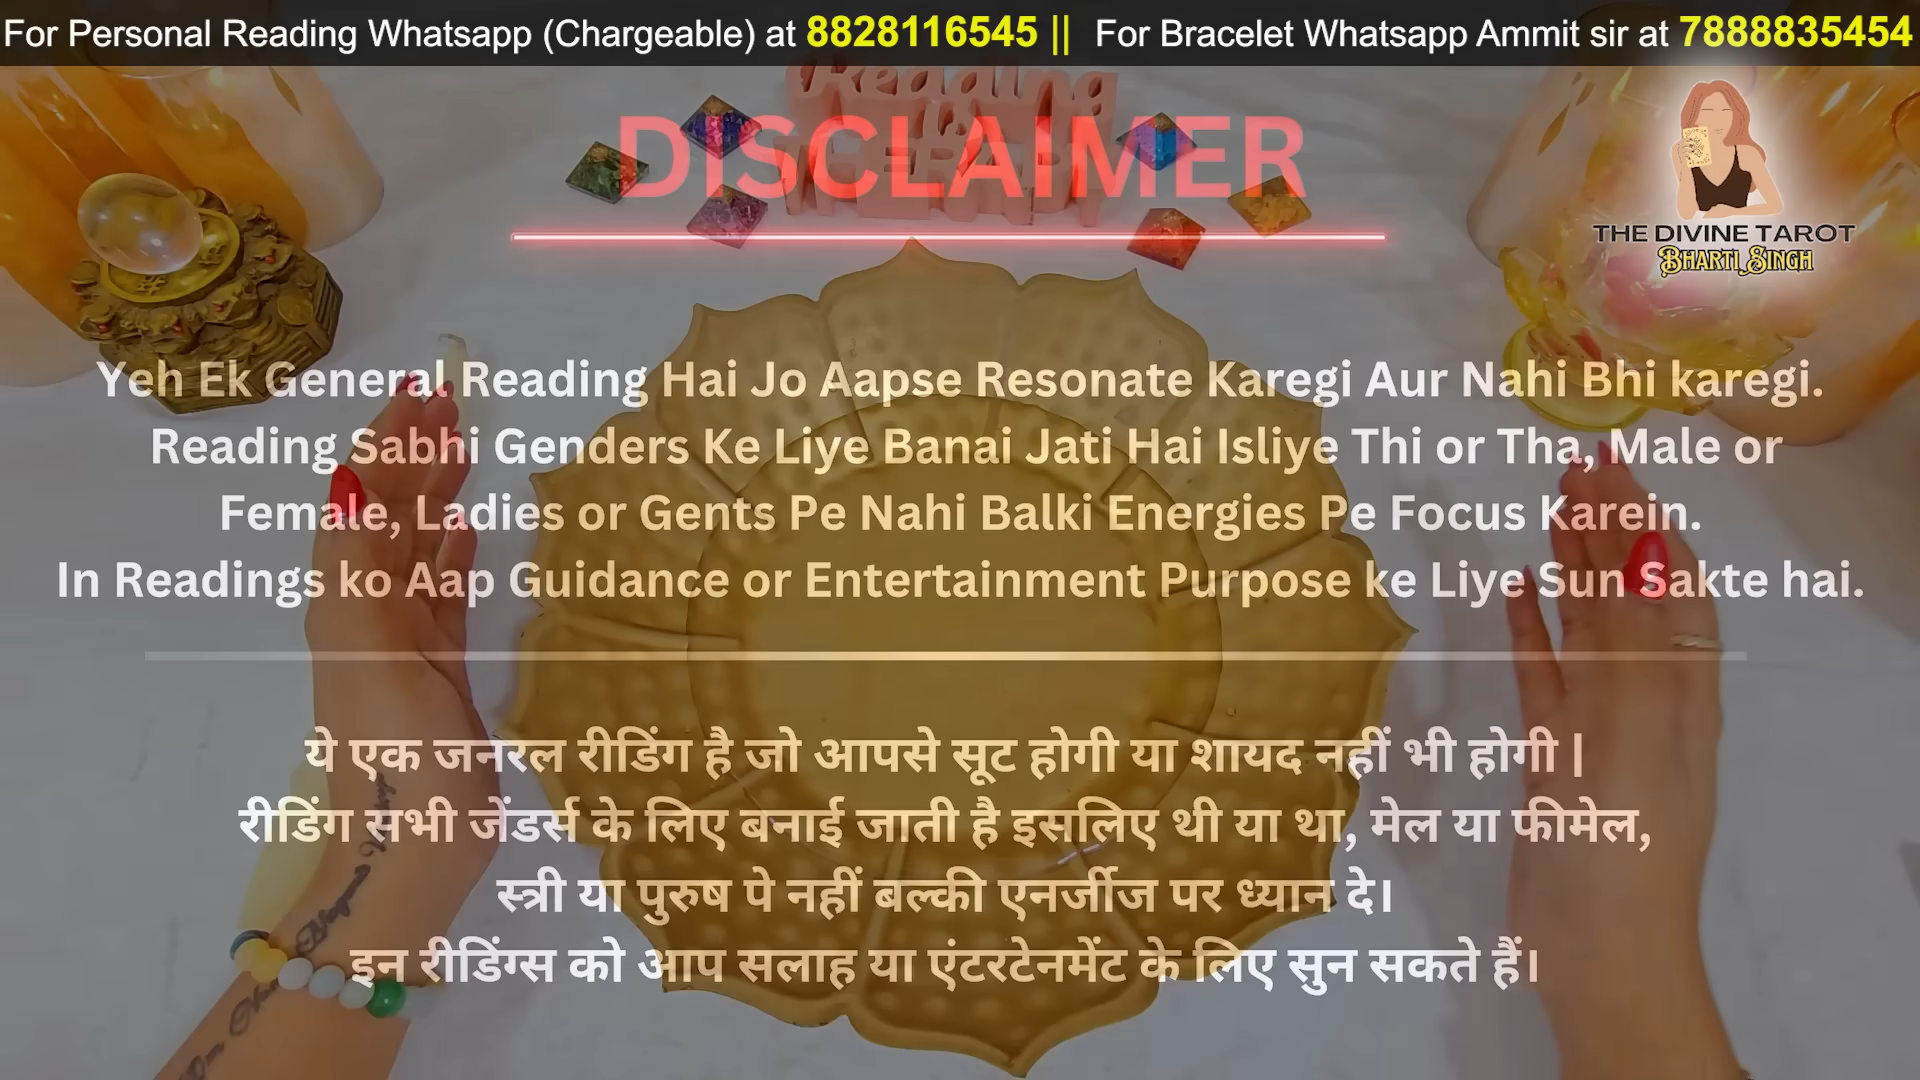 For Personal Reading Whatsapp (Chargeable) at 8828116545 || For Bracelet Whatsapp Ammit sir at 7888835454
Reading
DISCLAIMER
THE DIVINE TAROT
BHARTI SINGH
Yeh Ek General Reading Hai Jo Aapse Resonate Karegi Aur Nahi Bhi karegi.
Reading Sabhi Genders Ke Liye Banai Jati Hai Isliye Thi or Tha, Male or
Female, Ladies or Gents Pe Nahi Balki Energies Pe Focus Karein.
In Readings ko Aap Guidance or Entertainment Purpose ke Liye Sun Sakte hai.
ये एक जनरल रीडिंग है जो आपसे सूट होगी या शायद नहीं भी होगी |
रीडिंग सभी जेंडर्स के लिए बनाई जाती है इसलिए थी या था, मेल या फीमेल,
स्त्री या पुरुष पे नहीं बल्की एनर्जीज पर ध्यान दे।
इन रीडिंग्स को आप सलाह या एंटरटेनमेंट के लिए सुन सकते हैं।